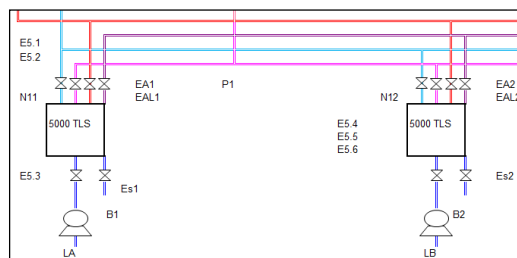 E5.1
E5.2
EA1
EAL1
P1
EA2
EAL2
N11
N12
5000 TLS
5000 TLS
E5.4
E5.5
E5.6
E5.3
Es1
Es2
B1
B2
LA
LB